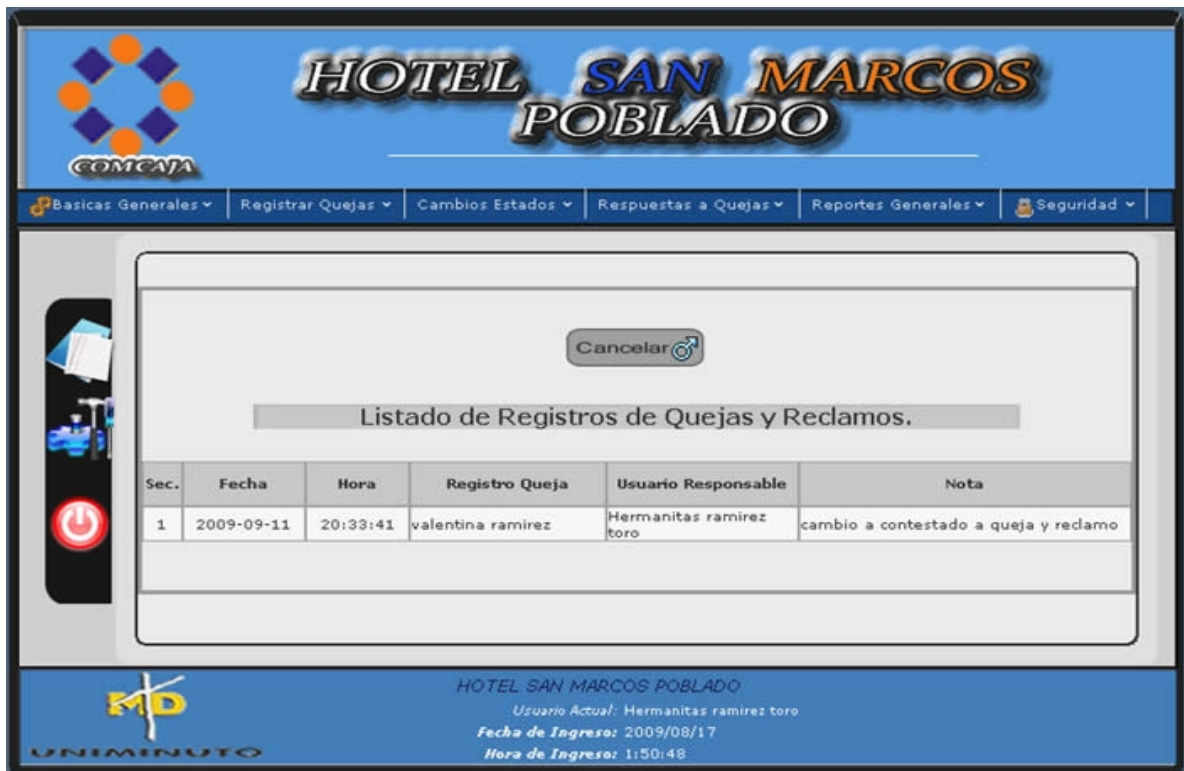 HOTEL SAN MARCOS
POBLADO
COMCAJA
Basicas Generales Registrar Quejas Cambios Estados Respuestas a Quejas Reportes Generales Seguridad
Cancelar
Listado de Registros de Quejas y Reclamos.
Sec. Fecha Hora Registro Queja Usuario Responsable Nota
1 2009-09-11 20:33:41 valentina ramirez Hermanitas ramirez toro cambio a contestado a queja y reclamo
HOTEL SAN MARCOS POBLADO
Usuario Actual: Hermanitas ramirez toro
Fecha de Ingreso: 2009/08/17
Hora de Ingreso: 1:50:48
MD
UNIMINUTO